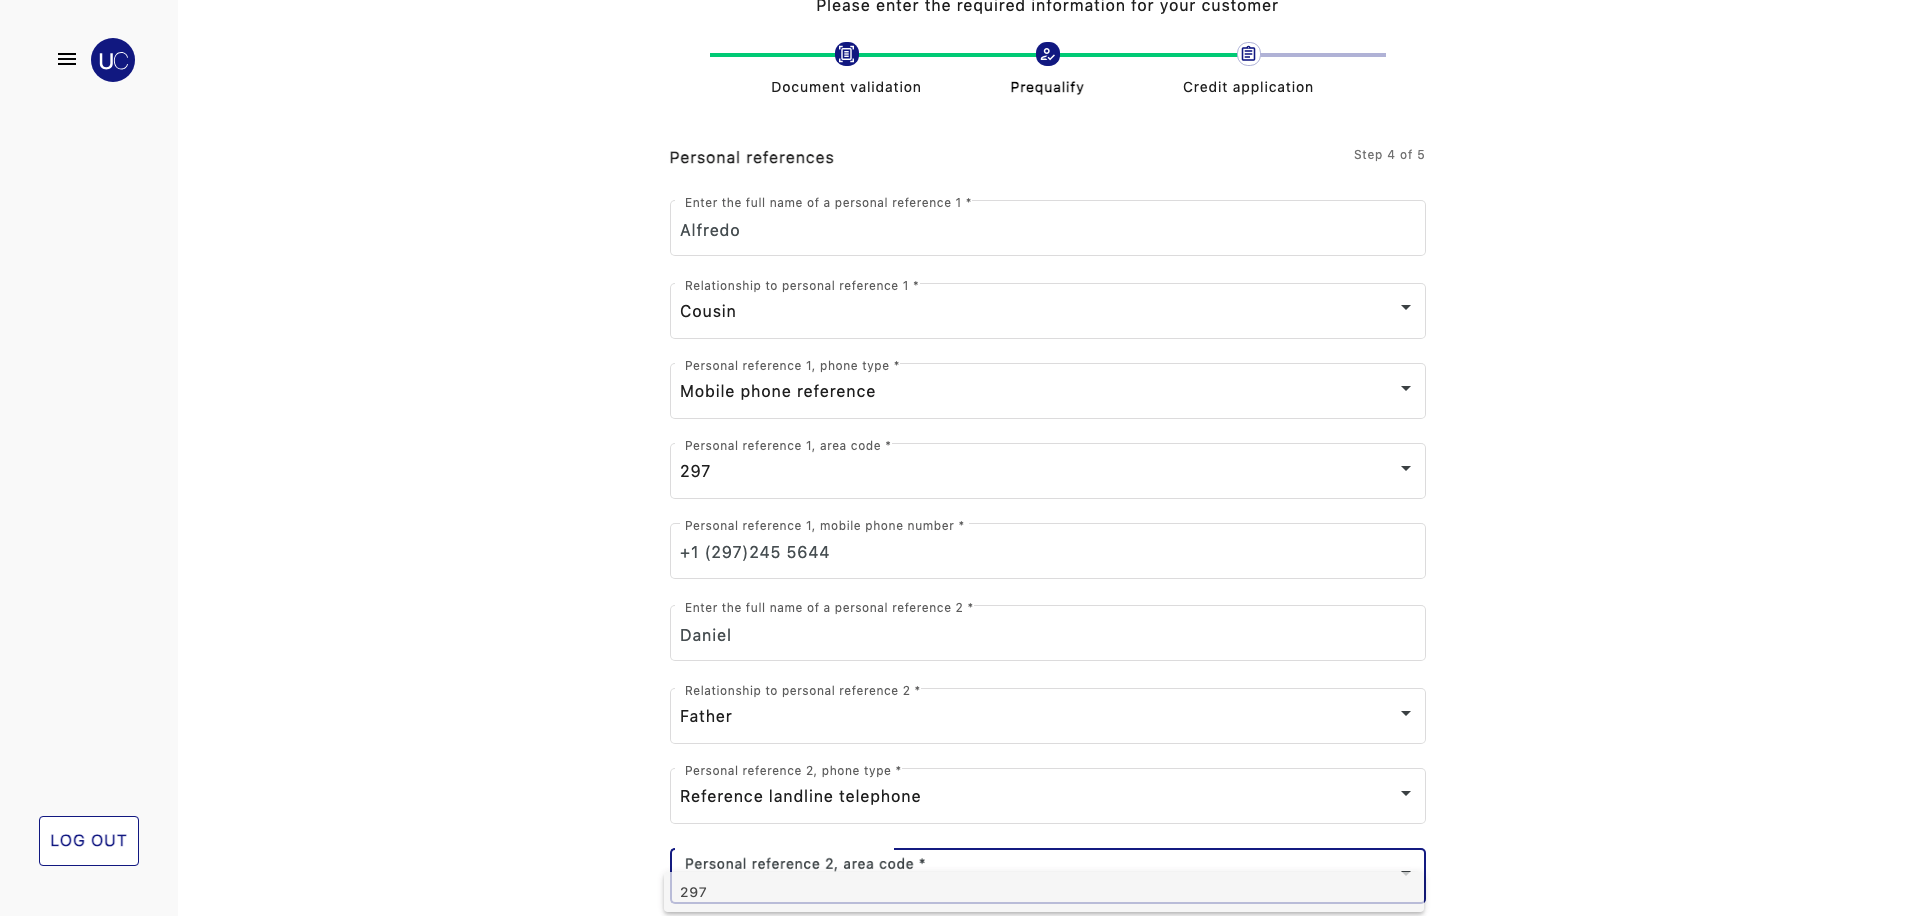 Please enter the required information for your customer
UC
Document validation
Prequalify
Credit application
Personal references
Step 4 of 5
Enter the full name of a personal reference 1 *
Alfredo
Relationship to personal reference 1 *
Cousin
Personal reference 1, phone type *
Mobile phone reference
Personal reference 1, area code *
297
Personal reference 1, mobile phone number *
+1 (297)245 5644
Enter the full name of a personal reference 2 *
Daniel
Relationship to personal reference 2 *
Father
Personal reference 2, phone type *
Reference landline telephone
LOG OUT
Personal reference 2, area code *
297